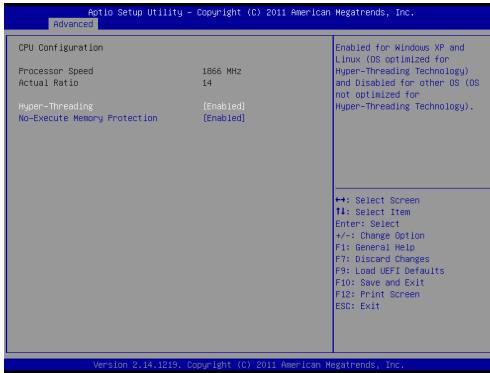 Aptio Setup Utility – Copyright (C) 2011 American Megatrends, Inc.
Advanced
CPU Configuration
Processor Speed 1866 MHz
Actual Ratio 14
Hyper-Threading [Enabled]
No-Execute Memory Protection [Enabled]
Enabled for Windows XP and
Linux (OS optimized for
Hyper-Threading Technology)
and Disabled for other OS (OS
not optimized for
Hyper-Threading Technology).
↔: Select Screen
↑↓: Select Item
Enter: Select
+/-: Change Option
F1: General Help
F7: Discard Changes
F9: Load UEFI Defaults
F10: Save and Exit
F12: Print Screen
ESC: Exit
Version 2.14.1219. Copyright (C) 2011 American Megatrends, Inc.